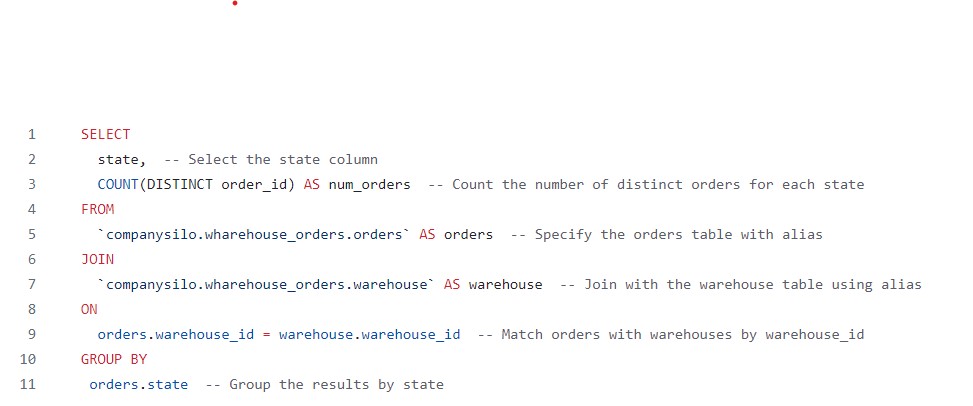 1 SELECT
2 state, -- Select the state column
3 COUNT(DISTINCT order_id) AS num_orders -- Count the number of distinct orders for each state
4 FROM
5 `companysilo.wharehouse_orders.orders` AS orders -- Specify the orders table with alias
6 JOIN
7 `companysilo.wharehouse_orders.warehouse` AS warehouse -- Join with the warehouse table using alias
8 ON
9 orders.warehouse_id = warehouse.warehouse_id -- Match orders with warehouses by warehouse_id
10 GROUP BY
11 orders.state -- Group the results by state